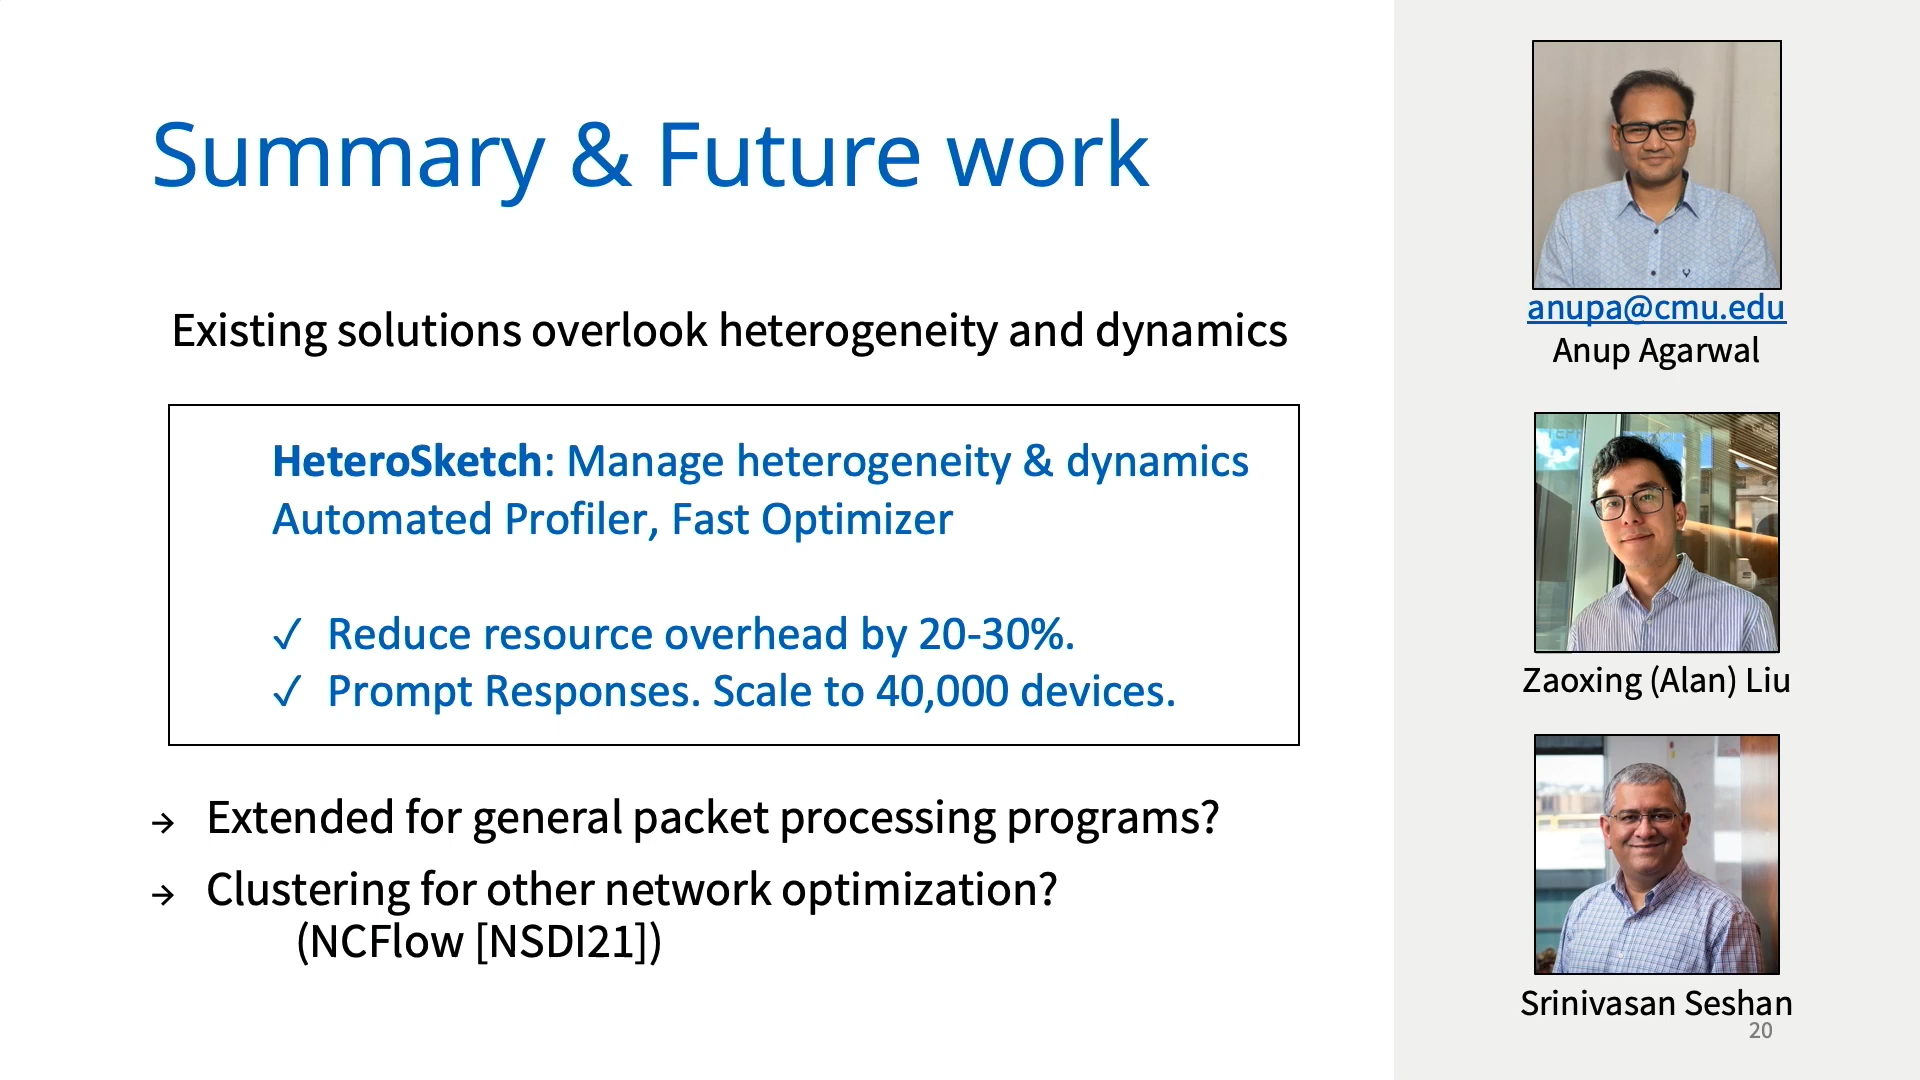 Summary & Future work
Existing solutions overlook heterogeneity and dynamics
HeteroSketch: Manage heterogeneity & dynamics
Automated Profiler, Fast Optimizer
✓ Reduce resource overhead by 20-30%.
✓ Prompt Responses. Scale to 40,000 devices.
→ Extended for general packet processing programs?
→ Clustering for other network optimization?
(NCFlow [NSDI21])
anupa@cmu.edu
Anup Agarwal
Zaoxing (Alan) Liu
Srinivasan Seshan
20